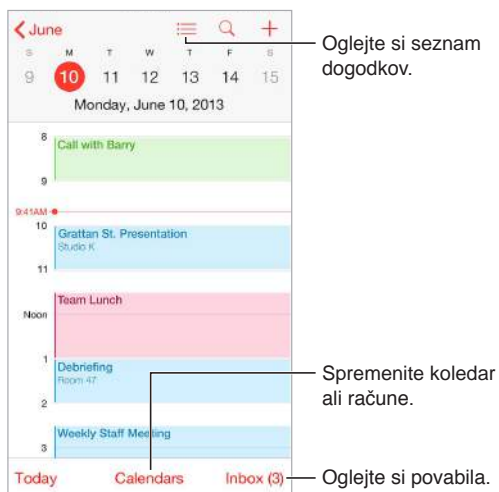 June
S M T W T F S
9 10 11 12 13 14 15
Monday, June 10, 2013
8
Call with Barry
9
9:41AM
10
Grattan St. Presentation
Studio K
11
Team Lunch
Noon
1
Debriefing
Room 47
2
Weekly Staff Meeting
3
Today Calendars Inbox (3)
Oglejte si seznam
dogodkov.
Spremenite koledar
ali račune.
Oglejte si povabila.